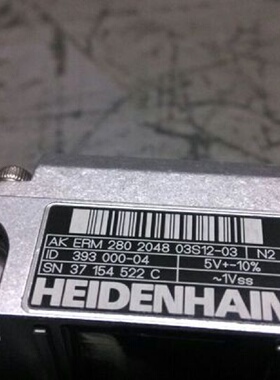 AK ERM 280 2048 03S12-03 N2
ID 393 000-04 5V+-10%
SN 37 154 522 C ~1Vss
HEIDENHAIN